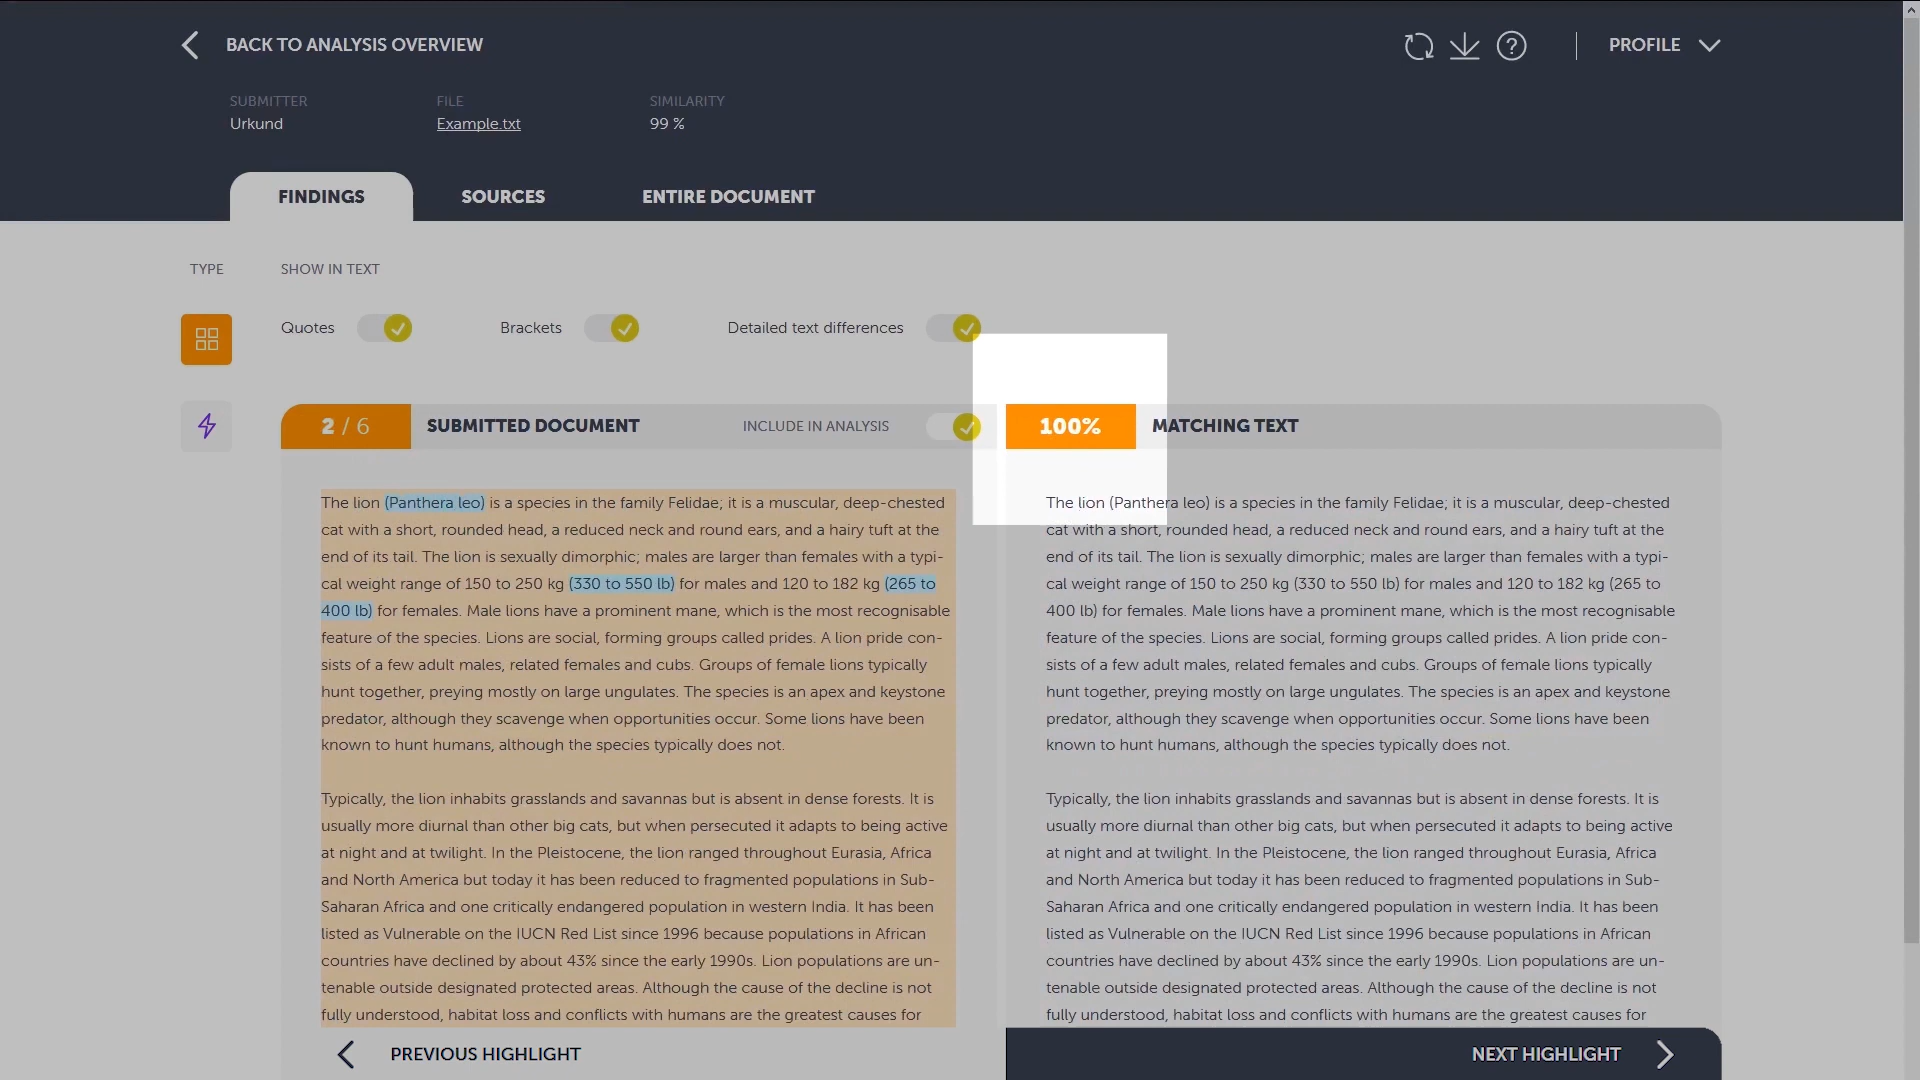 BACK TO ANALYSIS OVERVIEW
PROFILE
SUBMITTER
FILE
SIMILARITY
Urkund
Example.txt
99 %
FINDINGS
SOURCES
ENTIRE DOCUMENT
TYPE
SHOW IN TEXT
Quotes
Brackets
Detailed text differences
2 / 6
SUBMITTED DOCUMENT
INCLUDE IN ANALYSIS
100%
MATCHING TEXT
The lion (Panthera leo) is a species in the family Felidae; it is a muscular, deep-chested
cat with a short, rounded head, a reduced neck and round ears, and a hairy tuft at the
end of its tail. The lion is sexually dimorphic; males are larger than females with a typi-
cal weight range of 150 to 250 kg (330 to 550 lb) for males and 120 to 182 kg (265 to
400 lb) for females. Male lions have a prominent mane, which is the most recognisable
feature of the species. Lions are social, forming groups called prides. A lion pride con-
sists of a few adult males, related females and cubs. Groups of female lions typically
hunt together, preying mostly on large ungulates. The species is an apex and keystone
predator, although they scavenge when opportunities occur. Some lions have been
known to hunt humans, although the species typically does not.
Typically, the lion inhabits grasslands and savannas but is absent in dense forests. It is
usually more diurnal than other big cats, but when persecuted it adapts to being active
at night and at twilight. In the Pleistocene, the lion ranged throughout Eurasia, Africa
and North America but today it has been reduced to fragmented populations in Sub-
Saharan Africa and one critically endangered population in western India. It has been
listed as Vulnerable on the IUCN Red List since 1996 because populations in African
countries have declined by about 43% since the early 1990s. Lion populations are un-
tenable outside designated protected areas. Although the cause of the decline is not
fully understood, habitat loss and conflicts with humans are the greatest causes for
The lion (Panthera leo) is a species in the family Felidae; it is a muscular, deep-chested
cat with a short, rounded head, a reduced neck and round ears, and a hairy tuft at the
end of its tail. The lion is sexually dimorphic; males are larger than females with a typi-
cal weight range of 150 to 250 kg (330 to 550 lb) for males and 120 to 182 kg (265 to
400 lb) for females. Male lions have a prominent mane, which is the most recognisable
feature of the species. Lions are social, forming groups called prides. A lion pride con-
sists of a few adult males, related females and cubs. Groups of female lions typically
hunt together, preying mostly on large ungulates. The species is an apex and keystone
predator, although they scavenge when opportunities occur. Some lions have been
known to hunt humans, although the species typically does not.
Typically, the lion inhabits grasslands and savannas but is absent in dense forests. It is
usually more diurnal than other big cats, but when persecuted it adapts to being active
at night and at twilight. In the Pleistocene, the lion ranged throughout Eurasia, Africa
and North America but today it has been reduced to fragmented populations in Sub-
Saharan Africa and one critically endangered population in western India. It has been
listed as Vulnerable on the IUCN Red List since 1996 because populations in African
countries have declined by about 43% since the early 1990s. Lion populations are un-
tenable outside designated protected areas. Although the cause of the decline is not
fully understood, habitat loss and conflicts with humans are the greatest causes for
PREVIOUS HIGHLIGHT
NEXT HIGHLIGHT